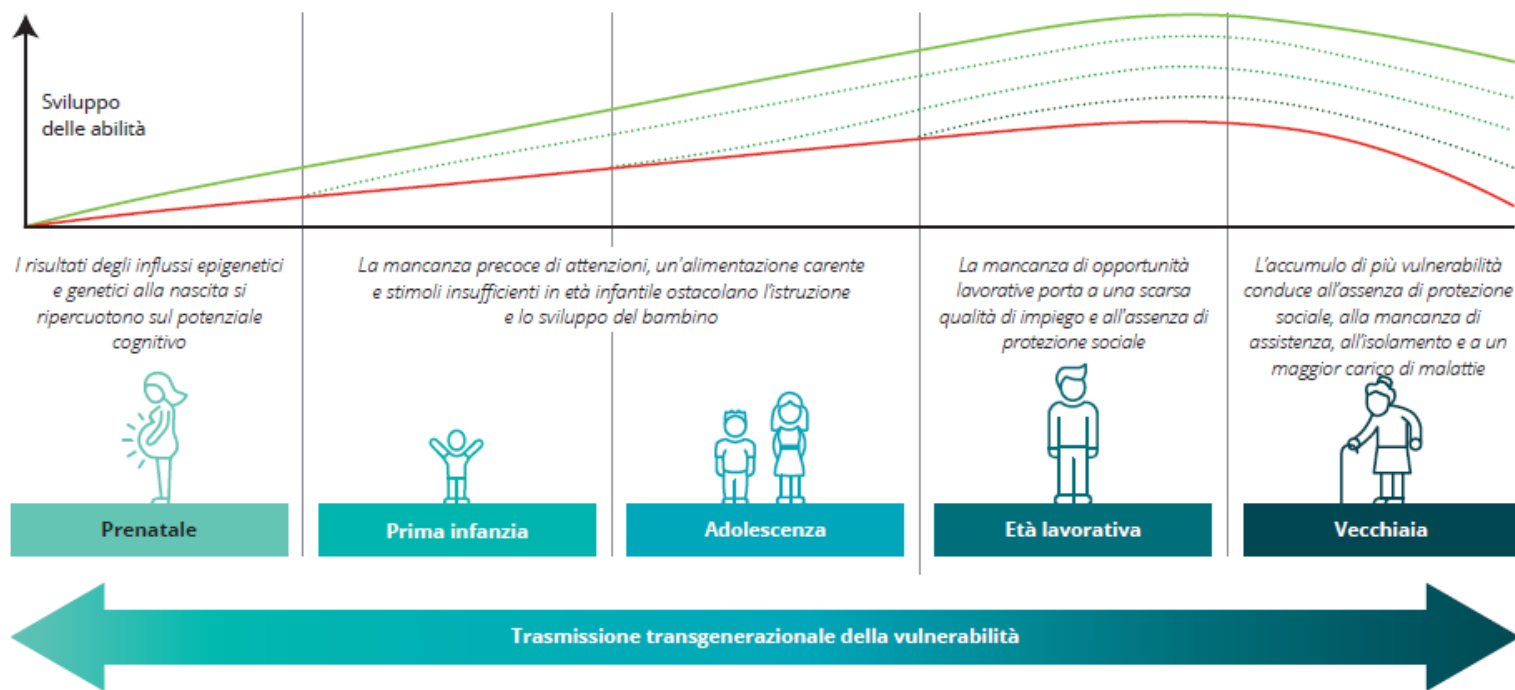 Sviluppo
delle abilità
I risultati degli influssi epigenetici
e genetici alla nascita si
ripercuotono sul potenziale
cognitivo
La mancanza precoce di attenzioni, un'alimentazione carente
e stimoli insufficienti in età infantile ostacolano l'istruzione
e lo sviluppo del bambino
La mancanza di opportunità
lavorative porta a una scarsa
qualità di impiego e all'assenza di
protezione sociale
L'accumulo di più vulnerabilità
conduce all'assenza di protezione
sociale, alla mancanza di
assistenza, all'isolamento e a un
maggior carico di malattie
Prenatale
Prima infanzia
Adolescenza
Età lavorativa
Vecchiaia
Trasmissione transgenerazionale della vulnerabilità